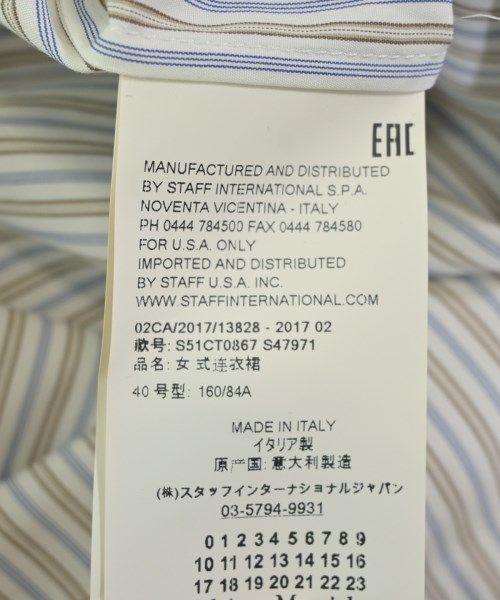 EAC
MANUFACTURED AND DISTRIBUTED
BY STAFF INTERNATIONAL S.P.A.
NOVENTA VICENTINA - ITALY
PH 0444 784500 FAX 0444 784580
FOR U.S.A. ONLY
IMPORTED AND DISTRIBUTED
BY STAFF U.S.A. INC.
WWW.STAFFINTERNATIONAL.COM
02CA/2017/13828 - 2017 02
款号: S51CT0867 S47971
品名: 女 式连衣裙
40 号型: 160/84A
MADE IN ITALY
イタリア製
原产国: 意大利製造
(株)スタッフインターナショナルジャパン
03-5794-9931
0 1 2 3 4 5 6 7 8 9
10 11 12 13 14 15 16
17 18 19 20 21 22 23